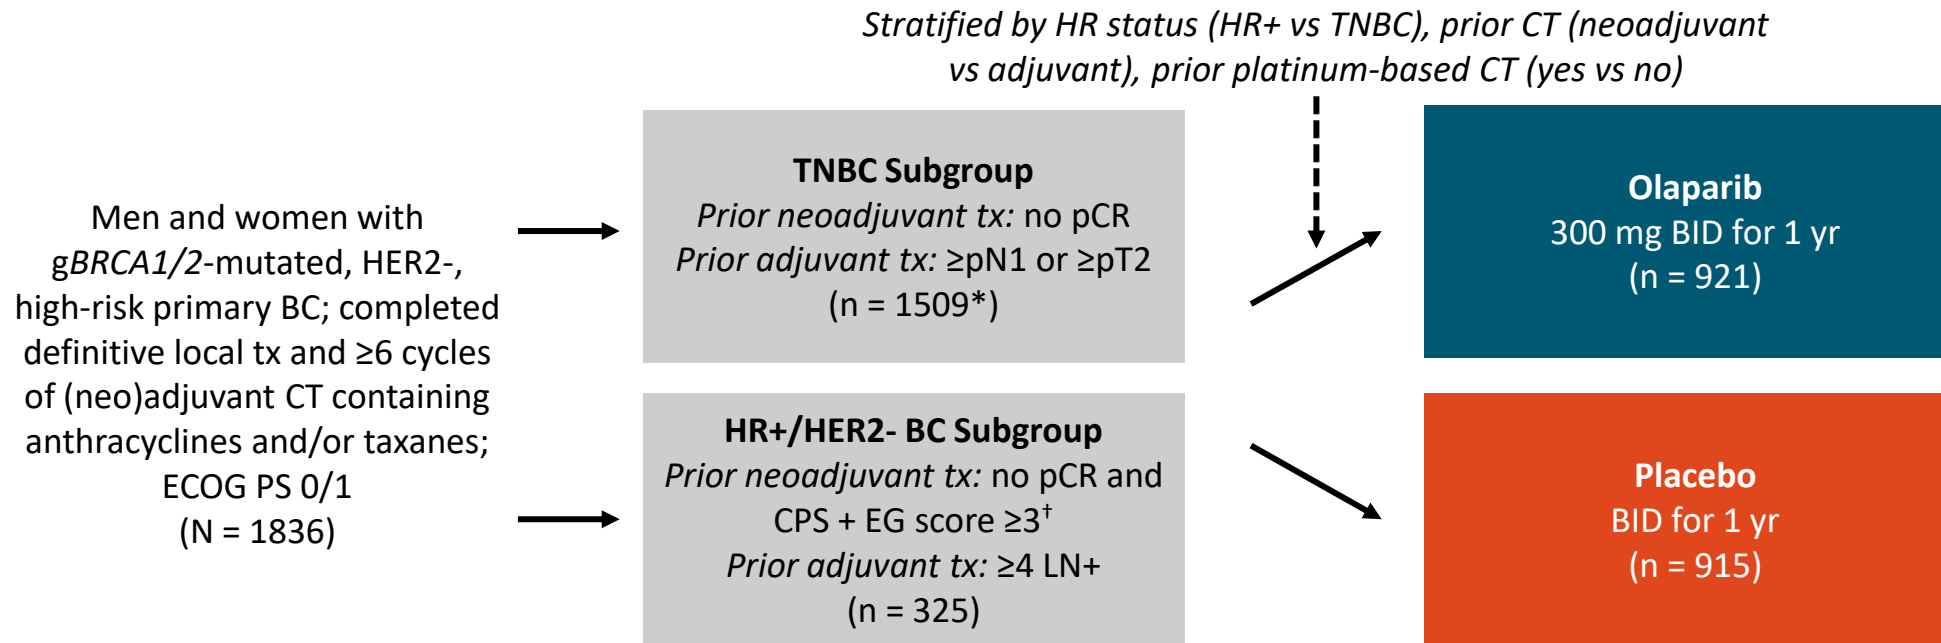 Stratified by HR status (HR+ vs TNBC), prior CT (neoadjuvant
vs adjuvant), prior platinum-based CT (yes vs no)
Men and women with
gBRCA1/2-mutated, HER2-,
high-risk primary BC; completed
definitive local tx and ≥6 cycles
of (neo)adjuvant CT containing
anthracyclines and/or taxanes;
ECOG PS 0/1
(N = 1836)
TNBC Subgroup
Prior neoadjuvant tx: no pCR
Prior adjuvant tx: ≥pN1 or ≥pT2
(n = 1509*)
HR+/HER2- BC Subgroup
Prior neoadjuvant tx: no pCR and
CPS + EG score ≥3†
Prior adjuvant tx: ≥4 LN+
(n = 325)
Olaparib
300 mg BID for 1 yr
(n = 921)
Placebo
BID for 1 yr
(n = 915)